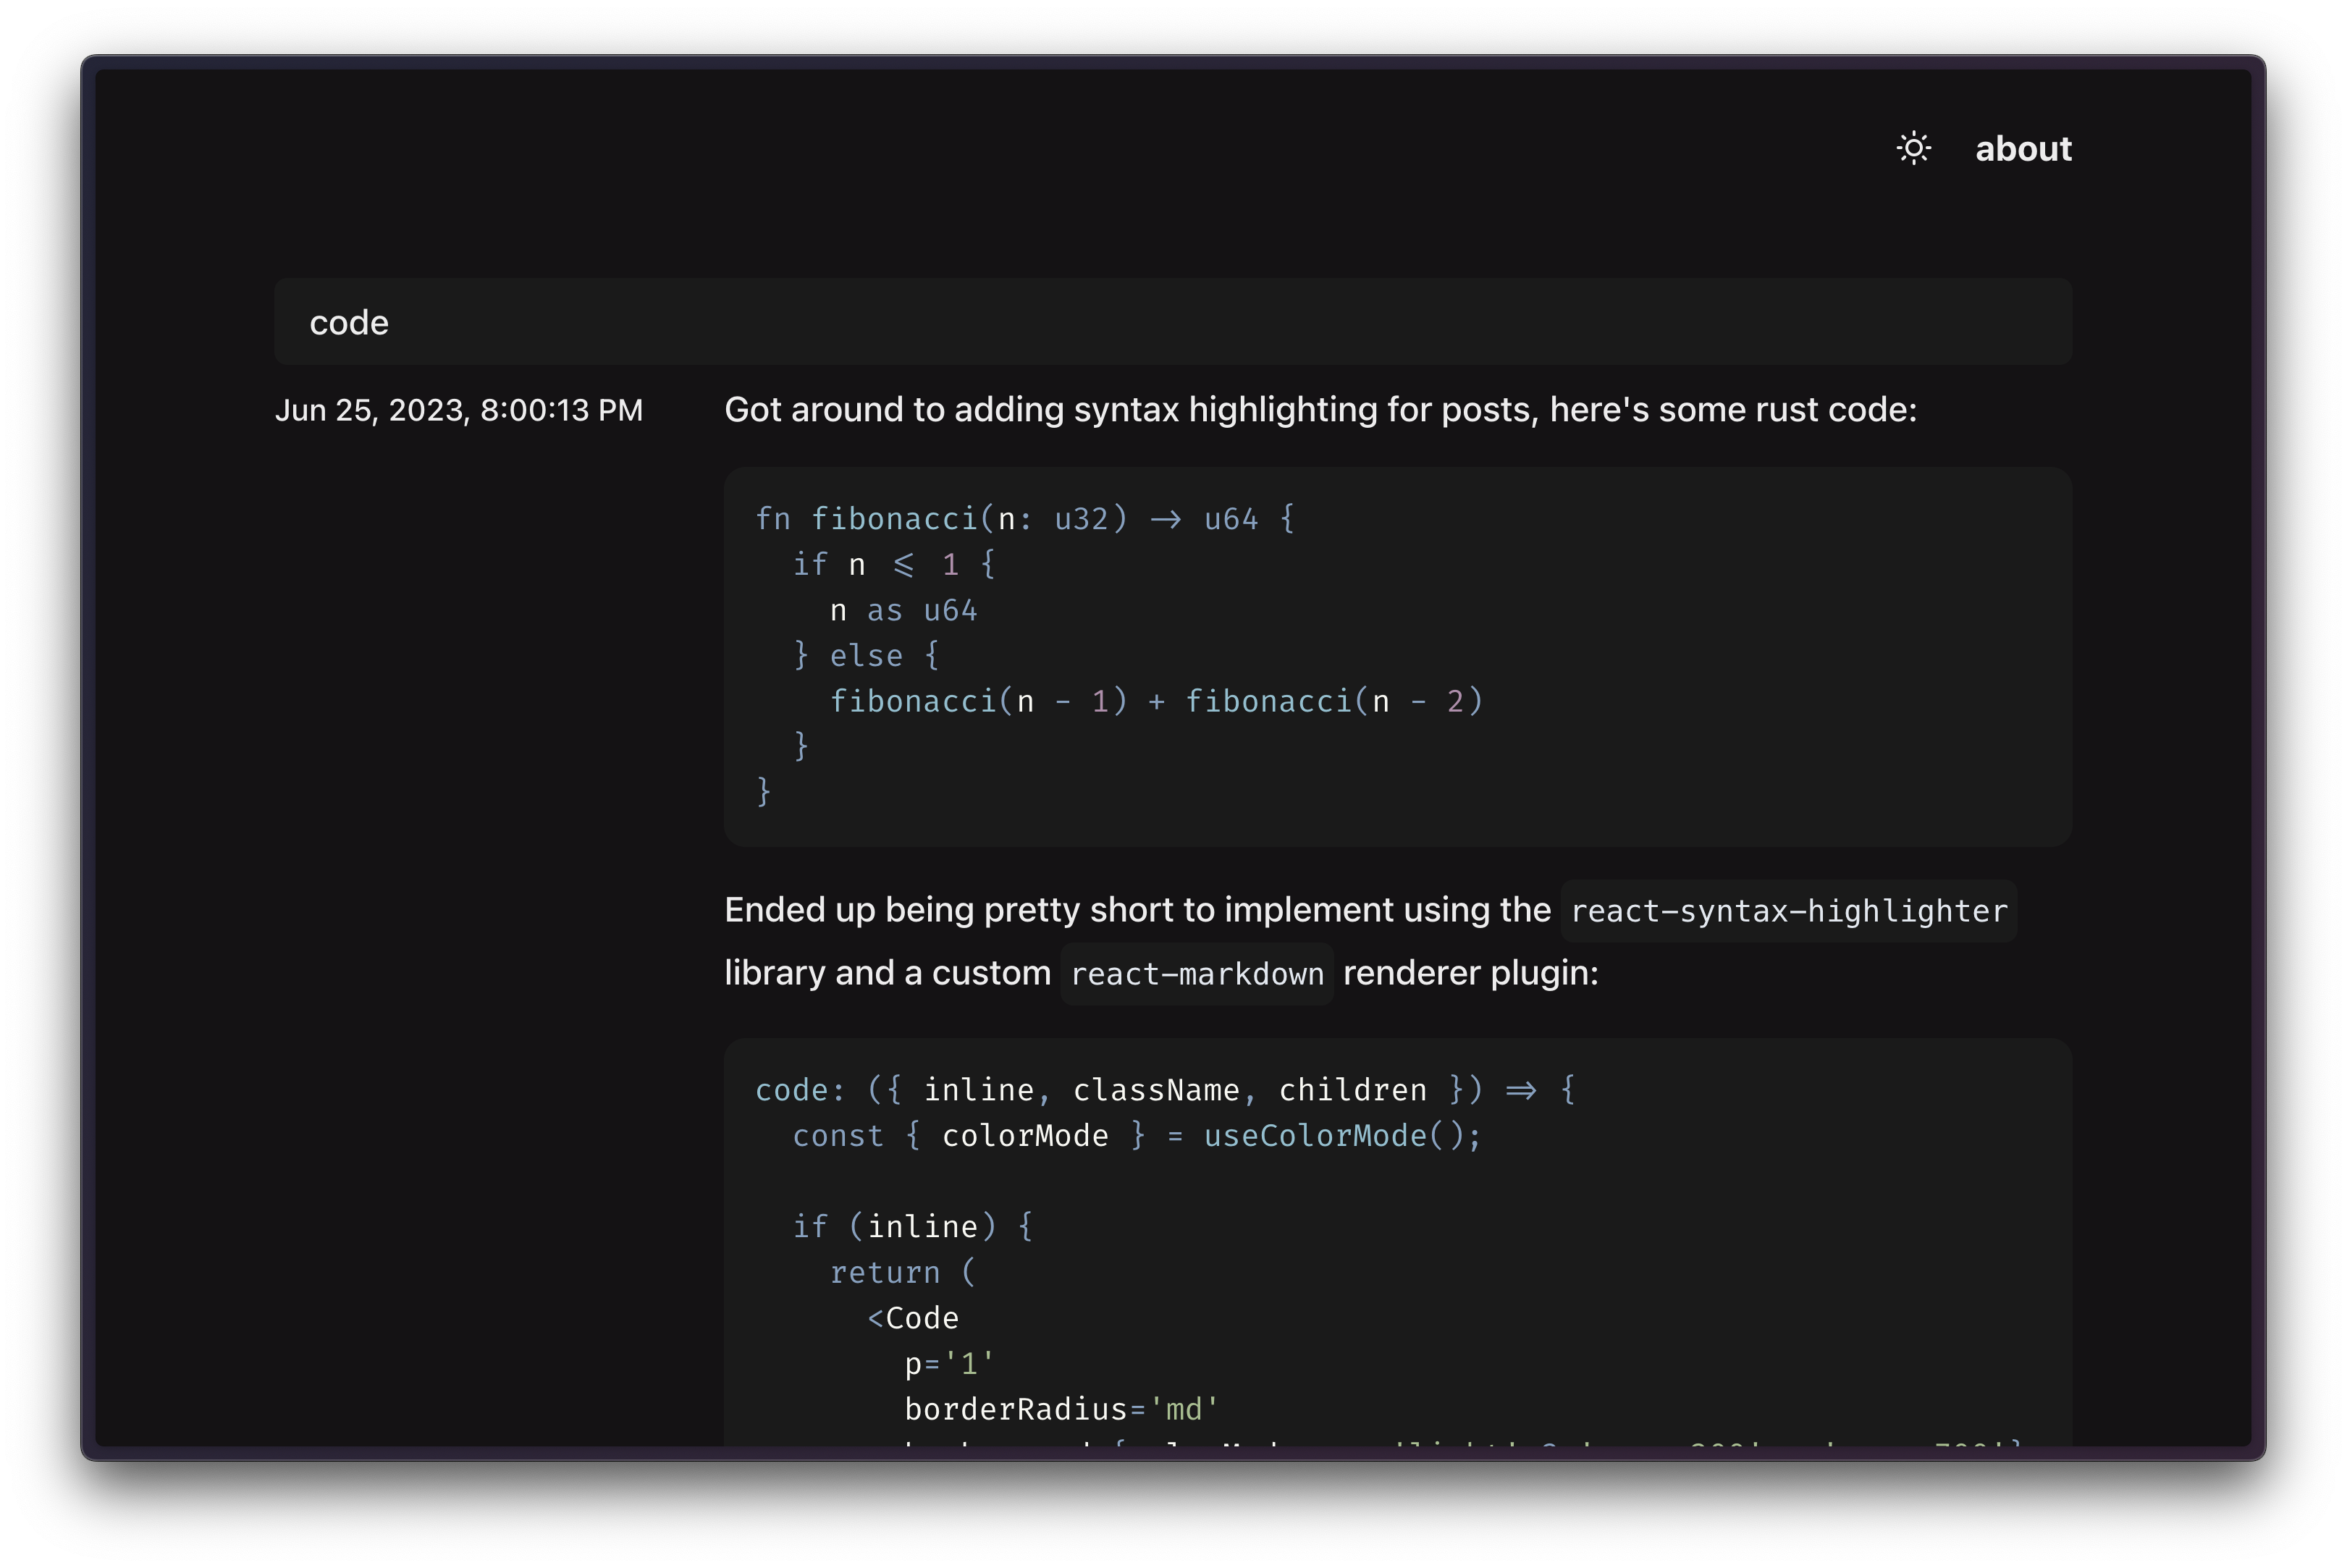 about
code
Jun 25, 2023, 8:00:13 PM
Got around to adding syntax highlighting for posts, here's some rust code:
fn fibonacci(n: u32) -> u64 {
  if n <= 1 {
    n as u64
  } else {
    fibonacci(n - 1) + fibonacci(n - 2)
  }
}
Ended up being pretty short to implement using the react-syntax-highlighter
library and a custom react-markdown renderer plugin:
code: ({ inline, className, children }) => {
  const { colorMode } = useColorMode();
  if (inline) {
    return (
      <Code
        p='1'
        borderRadius='md'